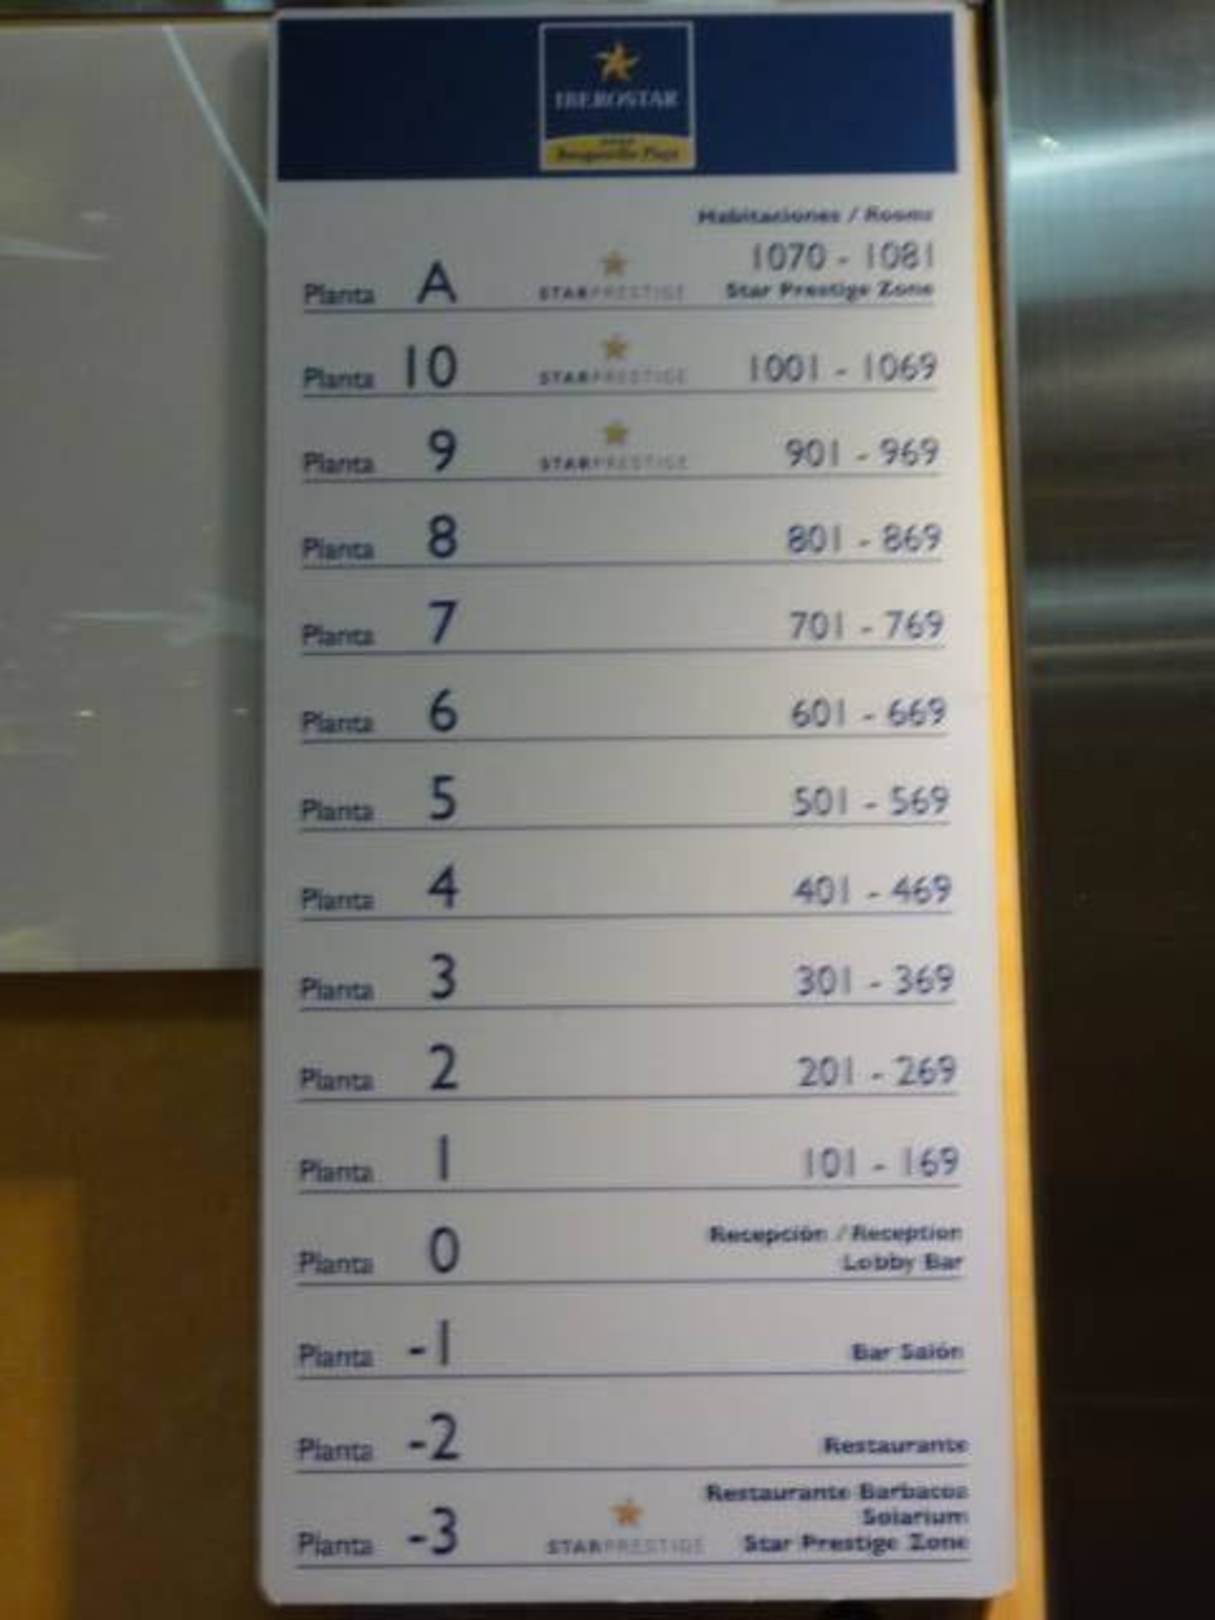 IBEROSTAR
Bouganville Playa
Habitaciones / Rooms
Planta A STARPRESTIGE 1070 - 1081
Star Prestige Zone
Planta 10 STARPRESTIGE 1001 - 1069
Planta 9 STARPRESTIGE 901 - 969
Planta 8 801 - 869
Planta 7 701 - 769
Planta 6 601 - 669
Planta 5 501 - 569
Planta 4 401 - 469
Planta 3 301 - 369
Planta 2 201 - 269
Planta 1 101 - 169
Planta 0 Recepción / Reception
Lobby Bar
Planta -1 Bar Salón
Planta -2 Restaurante
Restaurante Barbacoa
Solarium
Planta -3 STARPRESTIGE Star Prestige Zone